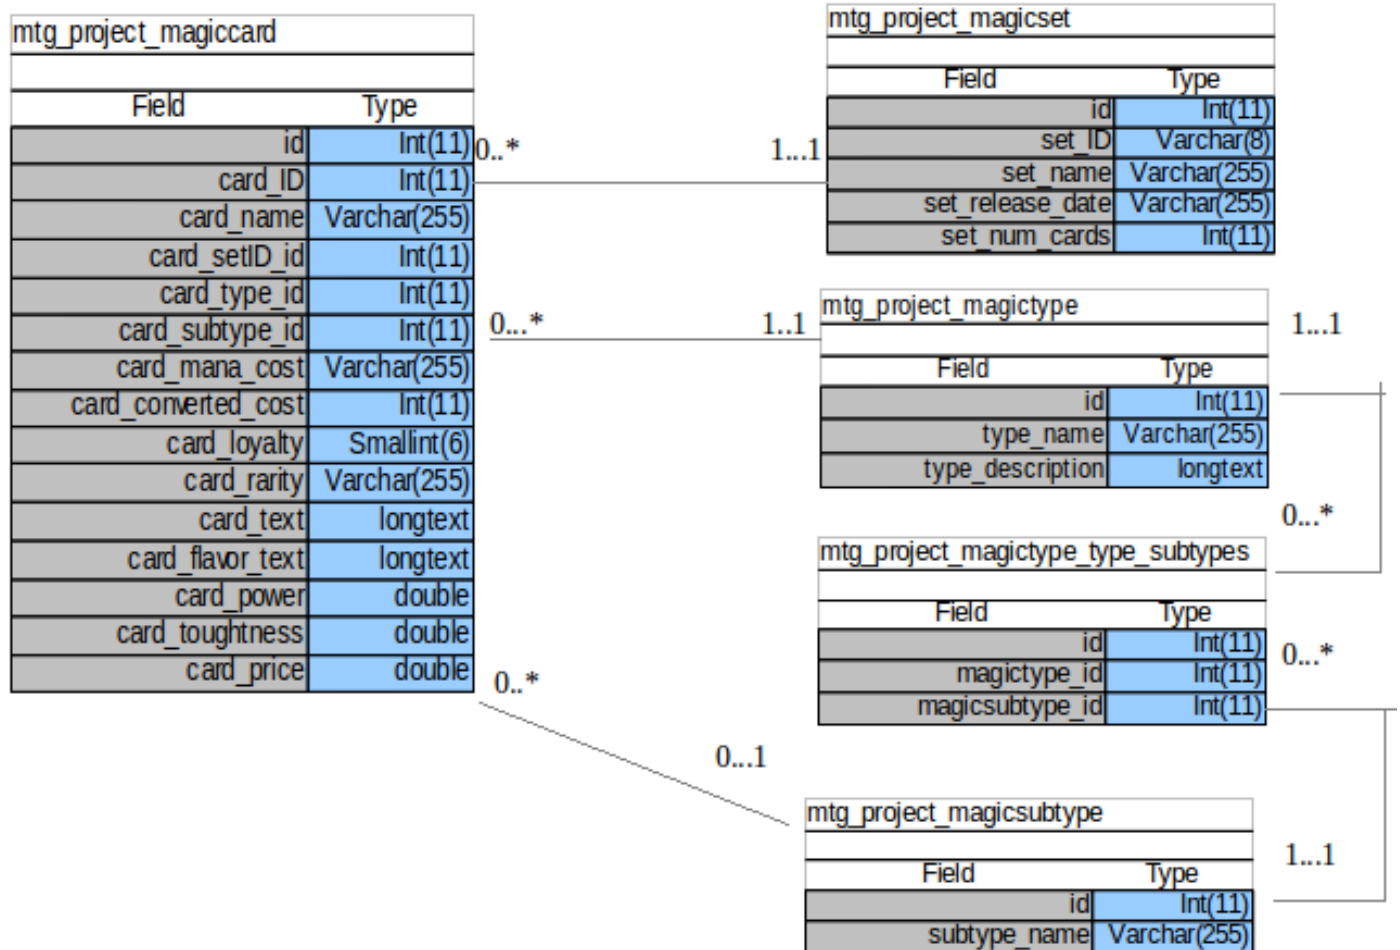 mtg_project_magiccard
Field Type
id Int(11)
card_ID Int(11)
card_name Varchar(255)
card_setID_id Int(11)
card_type_id Int(11)
card_subtype_id Int(11)
card_mana_cost Varchar(255)
card_converted_cost Int(11)
card_loyalty Smallint(6)
card_rarity Varchar(255)
card_text longtext
card_flavor_text longtext
card_power double
card_toughtness double
card_price double
0..*
1...1
0...*
1..1
0..*
0...1
mtg_project_magicset
Field Type
id Int(11)
set_ID Varchar(8)
set_name Varchar(255)
set_release_date Varchar(255)
set_num_cards Int(11)
mtg_project_magictype
1...1
Field Type
id Int(11)
type_name Varchar(255)
type_description longtext
0...*
mtg_project_magictype_type_subtypes
Field Type
id Int(11)
0...*
magictype_id Int(11)
magicsubtype_id Int(11)
mtg_project_magicsubtype
1...1
Field Type
id Int(11)
subtype_name Varchar(255)